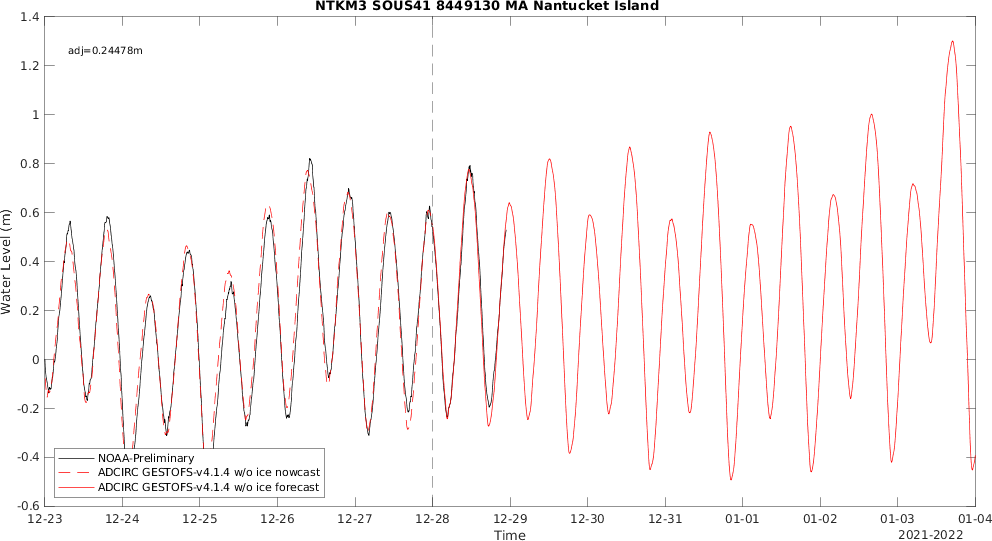 NTKM3 SOUS41 8449130 MA Nantucket Island
1.4
1.2
1
0.8
0.6
0.4
0.2
0
-0.2
-0.4
-0.6
Water Level (m)
adj=0.24478m
NOAA-Preliminary
ADCIRC GESTOFS-v4.1.4 w/o ice nowcast
ADCIRC GESTOFS-v4.1.4 w/o ice forecast
12-23 12-24 12-25 12-26 12-27 12-28 12-29 12-30 12-31 01-01 01-02 01-03 01-04
Time
2021-2022